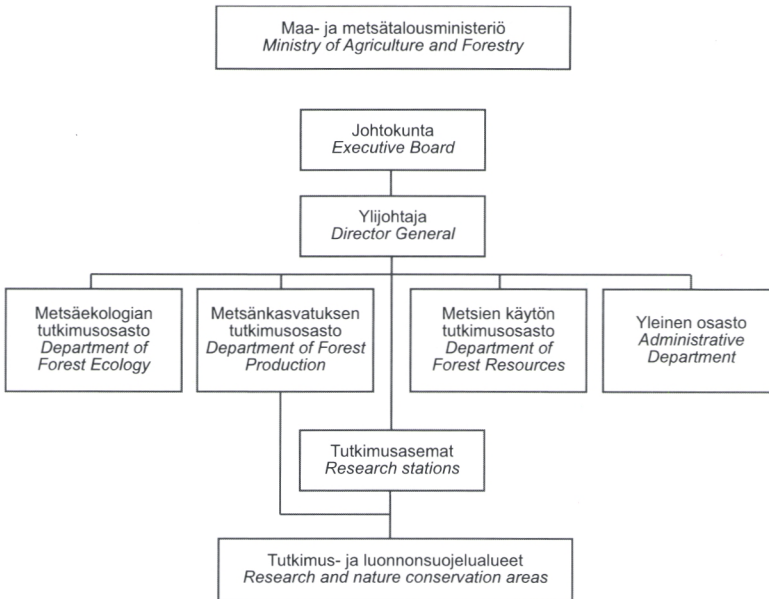 Maa- ja metsätalousministeriö
Ministry of Agriculture and Forestry
Johtokunta
Executive Board
Ylijohtaja
Director General
Metsäekologian
tutkimusosasto
Department of
Forest Ecology
Metsänkasvatuksen
tutkimusosasto
Department of Forest
Production
Metsien käytön
tutkimusosasto
Department of
Forest Resources
Yleinen osasto
Administrative
Department
Tutkimusasemat
Research stations
Tutkimus- ja luonnonsuojelualueet
Research and nature conservation areas